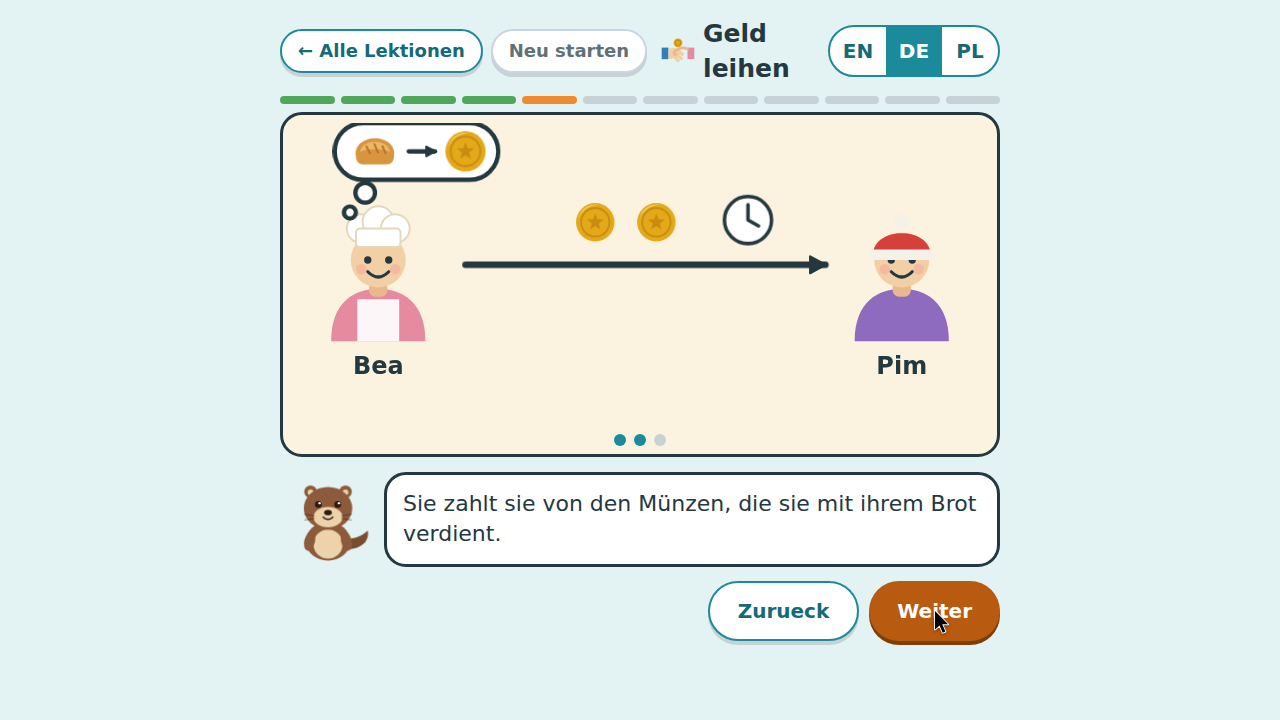 ← Alle Lektionen
Neu starten
Geld
leihen
EN DE PL
Bea
Pim
Sie zahlt sie von den Münzen, die sie mit ihrem Brot
verdient.
Zurueck
Weiter